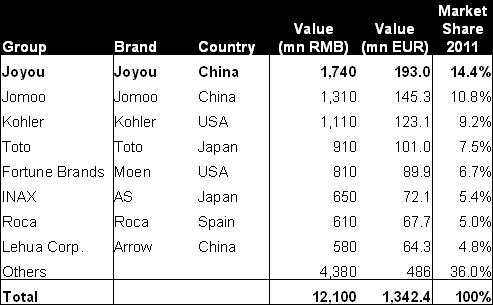 Group Brand Country Value (mn RMB) Value (mn EUR) Market Share 2011
Joyou Joyou China 1,740 193.0 14.4%
Jomoo Jomoo China 1,310 145.3 10.8%
Kohler Kohler USA 1,110 123.1 9.2%
Toto Toto Japan 910 101.0 7.5%
Fortune Brands Moen USA 810 89.9 6.7%
INAX AS Japan 650 72.1 5.4%
Roca Roca Spain 610 67.7 5.0%
Lehua Corp. Arrow China 580 64.3 4.8%
Others 4,380 486 36.0%
Total 12,100 1,342.4 100%